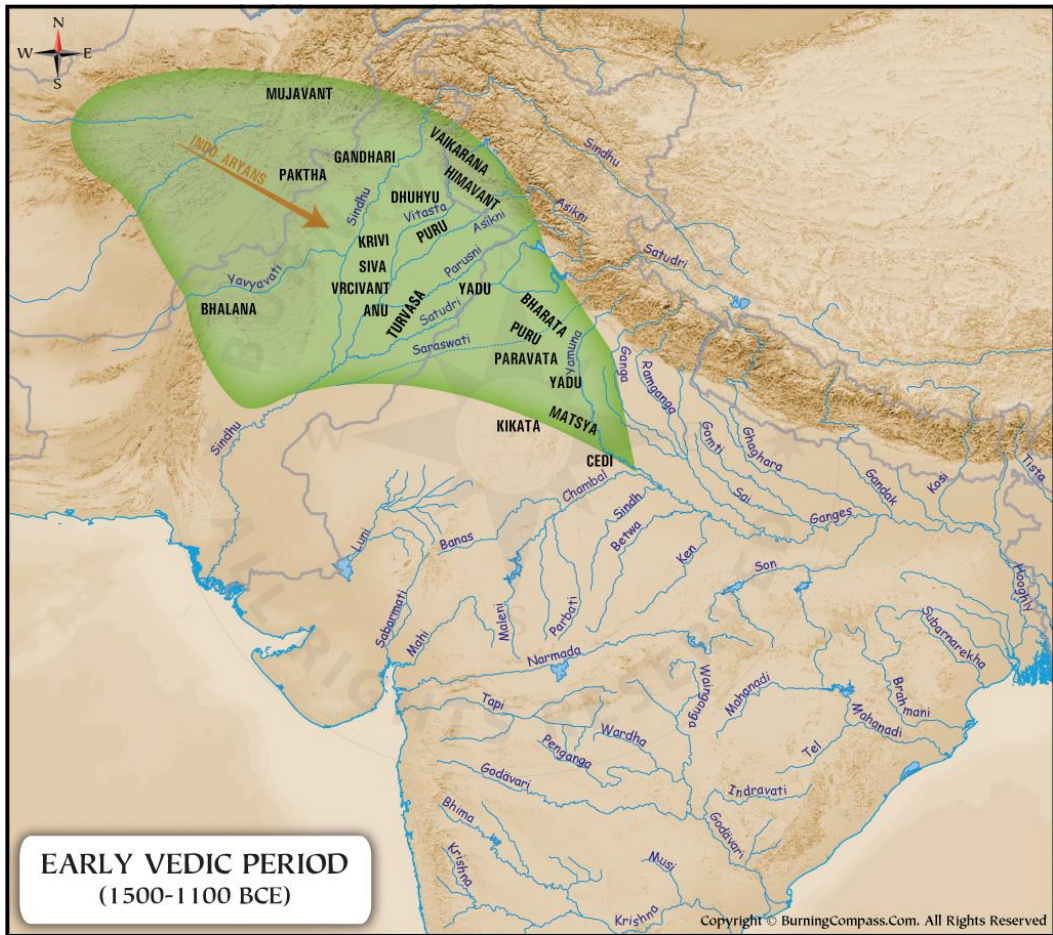 N
W E
S
MUJAVANT
INDO ARYANS
GANDHARI
PAKTHA
VAIKARANA
HIMAVANT
Sindhu
Sindhu
DHUHYU
Vitasta
PURU
Asikni
Asikni
KRIVI
SIVA
VRCIVANT
ANU
Parusni
Yavyavati
BHALANA
TURVASA
Satudri
YADU
Satudri
BHARATA
PURU
PARAVATA
YADU
Yamuna
Saraswati
Ganga
Ramganga
MATSYA
KIKATA
CEDI
Sindhu
Gomti
Ghaghara
Gandak
Kosi
Tista
Chambal
Sindh
Sai
Ganges
Luni
Banas
Betwa
Ken
Son
Hooghly
Sabarmati
Mahi
Maleni
Parbati
Narmada
Subarnarekha
Wainganga
Mahanadi
Brahmani
Mahanadi
Tapi
Wardha
Penganga
Tel
Godävari
Indravati
Godävari
Bhima
Krishna
Musi
Krishna
EARLY VEDIC PERIOD
(1500-1100 BCE)
Copyright © BurningCompass.Com. All Rights Reserved